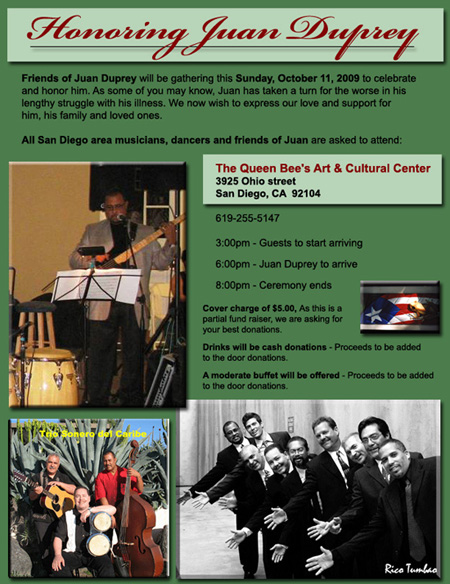 Honoring Juan Duprey
Friends of Juan Duprey will be gathering this Sunday, October 11, 2009 to celebrate
and honor him. As some of you may know, Juan has taken a turn for the worse in his
lengthy struggle with his illness. We now wish to express our love and support for
him, his family and loved ones.
All San Diego area musicians, dancers and friends of Juan are asked to attend:
The Queen Bee's Art & Cultural Center
3925 Ohio street
San Diego, CA 92104
619-255-5147
3:00pm - Guests to start arriving
6:00pm - Juan Duprey to arrive
8:00pm - Ceremony ends
Cover charge of $5.00, As this is a
partial fund raiser, we are asking for
your best donations.
Drinks will be cash donations - Proceeds to be added
to the door donations.
A moderate buffet will be offered - Proceeds to be added
to the door donations.
Trio Sonero del Caribe
Rico Tumbao